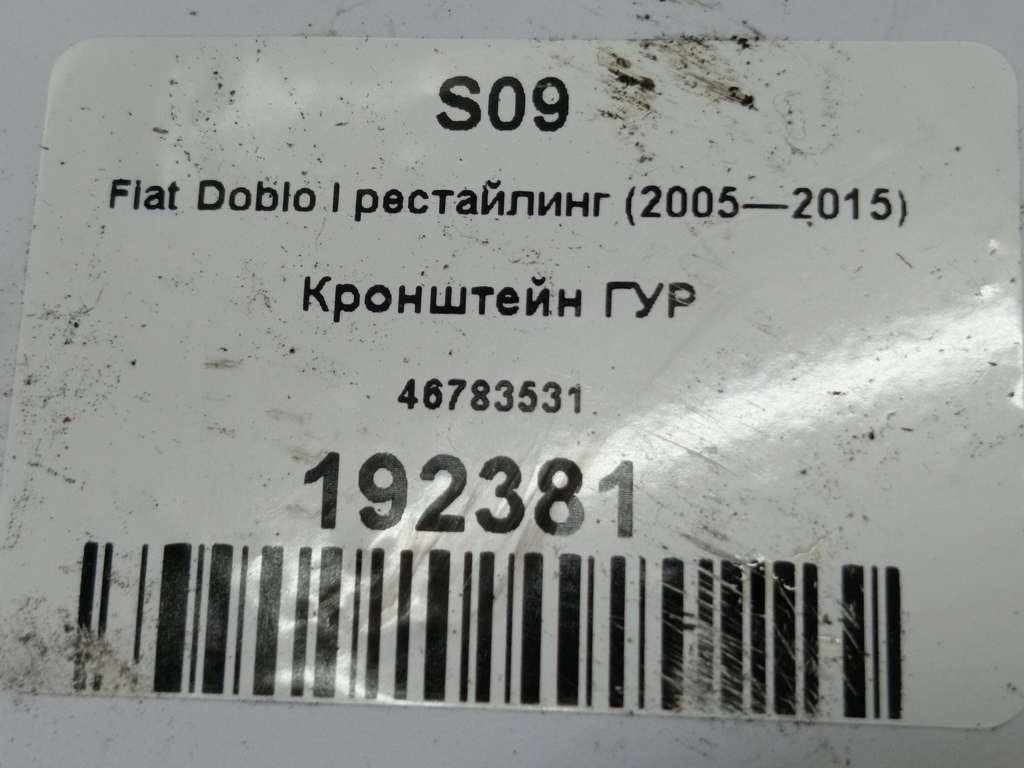 S09
Fiat Doblo I рестайлинг (2005—2015)
Кронштейн ГУР
46783531
192381